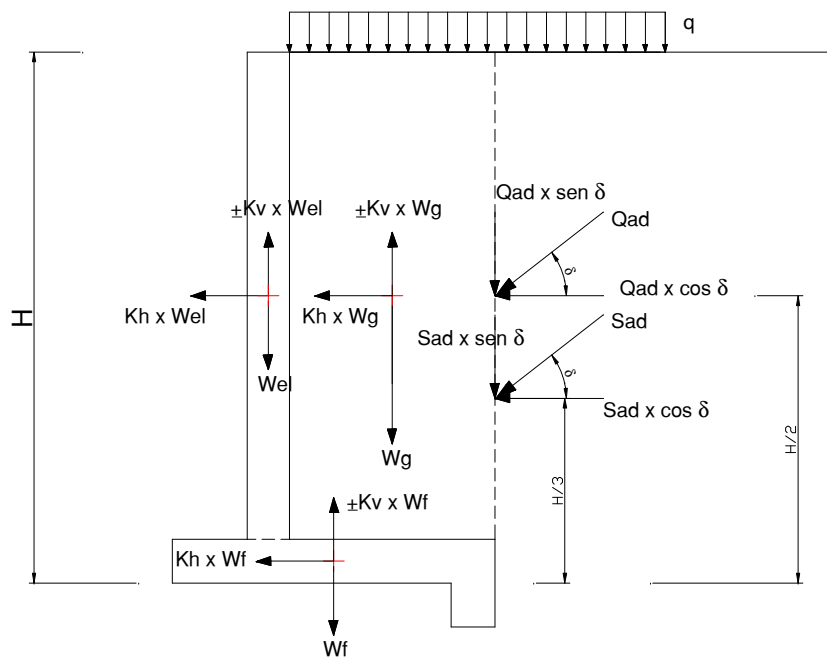 q
Qad x sen δ
±Kv x Wel
±Kv x Wg
Qad
δ
Qad x cos δ
Kh x Wel
Kh x Wg
H
Sad x sen δ
Sad
δ
Wel
Sad x cos δ
H/2
Wg
H/3
±Kv x Wf
Kh x Wf
Wf